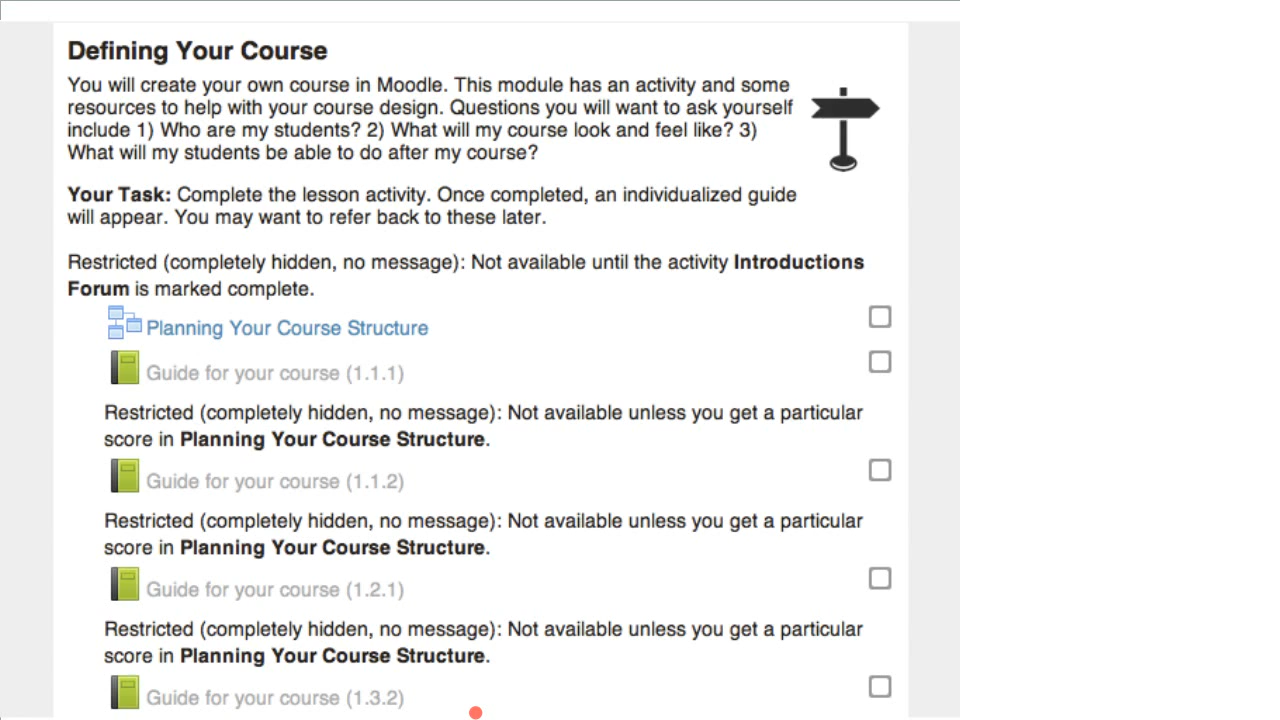 Defining Your Course
You will create your own course in Moodle. This module has an activity and some
resources to help with your course design. Questions you will want to ask yourself
include 1) Who are my students? 2) What will my course look and feel like? 3)
What will my students be able to do after my course?
Your Task: Complete the lesson activity. Once completed, an individualized guide
will appear. You may want to refer back to these later.
Restricted (completely hidden, no message): Not available until the activity Introductions
Forum is marked complete.
Planning Your Course Structure
Guide for your course (1.1.1)
Restricted (completely hidden, no message): Not available unless you get a particular
score in Planning Your Course Structure.
Guide for your course (1.1.2)
Restricted (completely hidden, no message): Not available unless you get a particular
score in Planning Your Course Structure.
Guide for your course (1.2.1)
Restricted (completely hidden, no message): Not available unless you get a particular
score in Planning Your Course Structure.
Guide for your course (1.3.2)